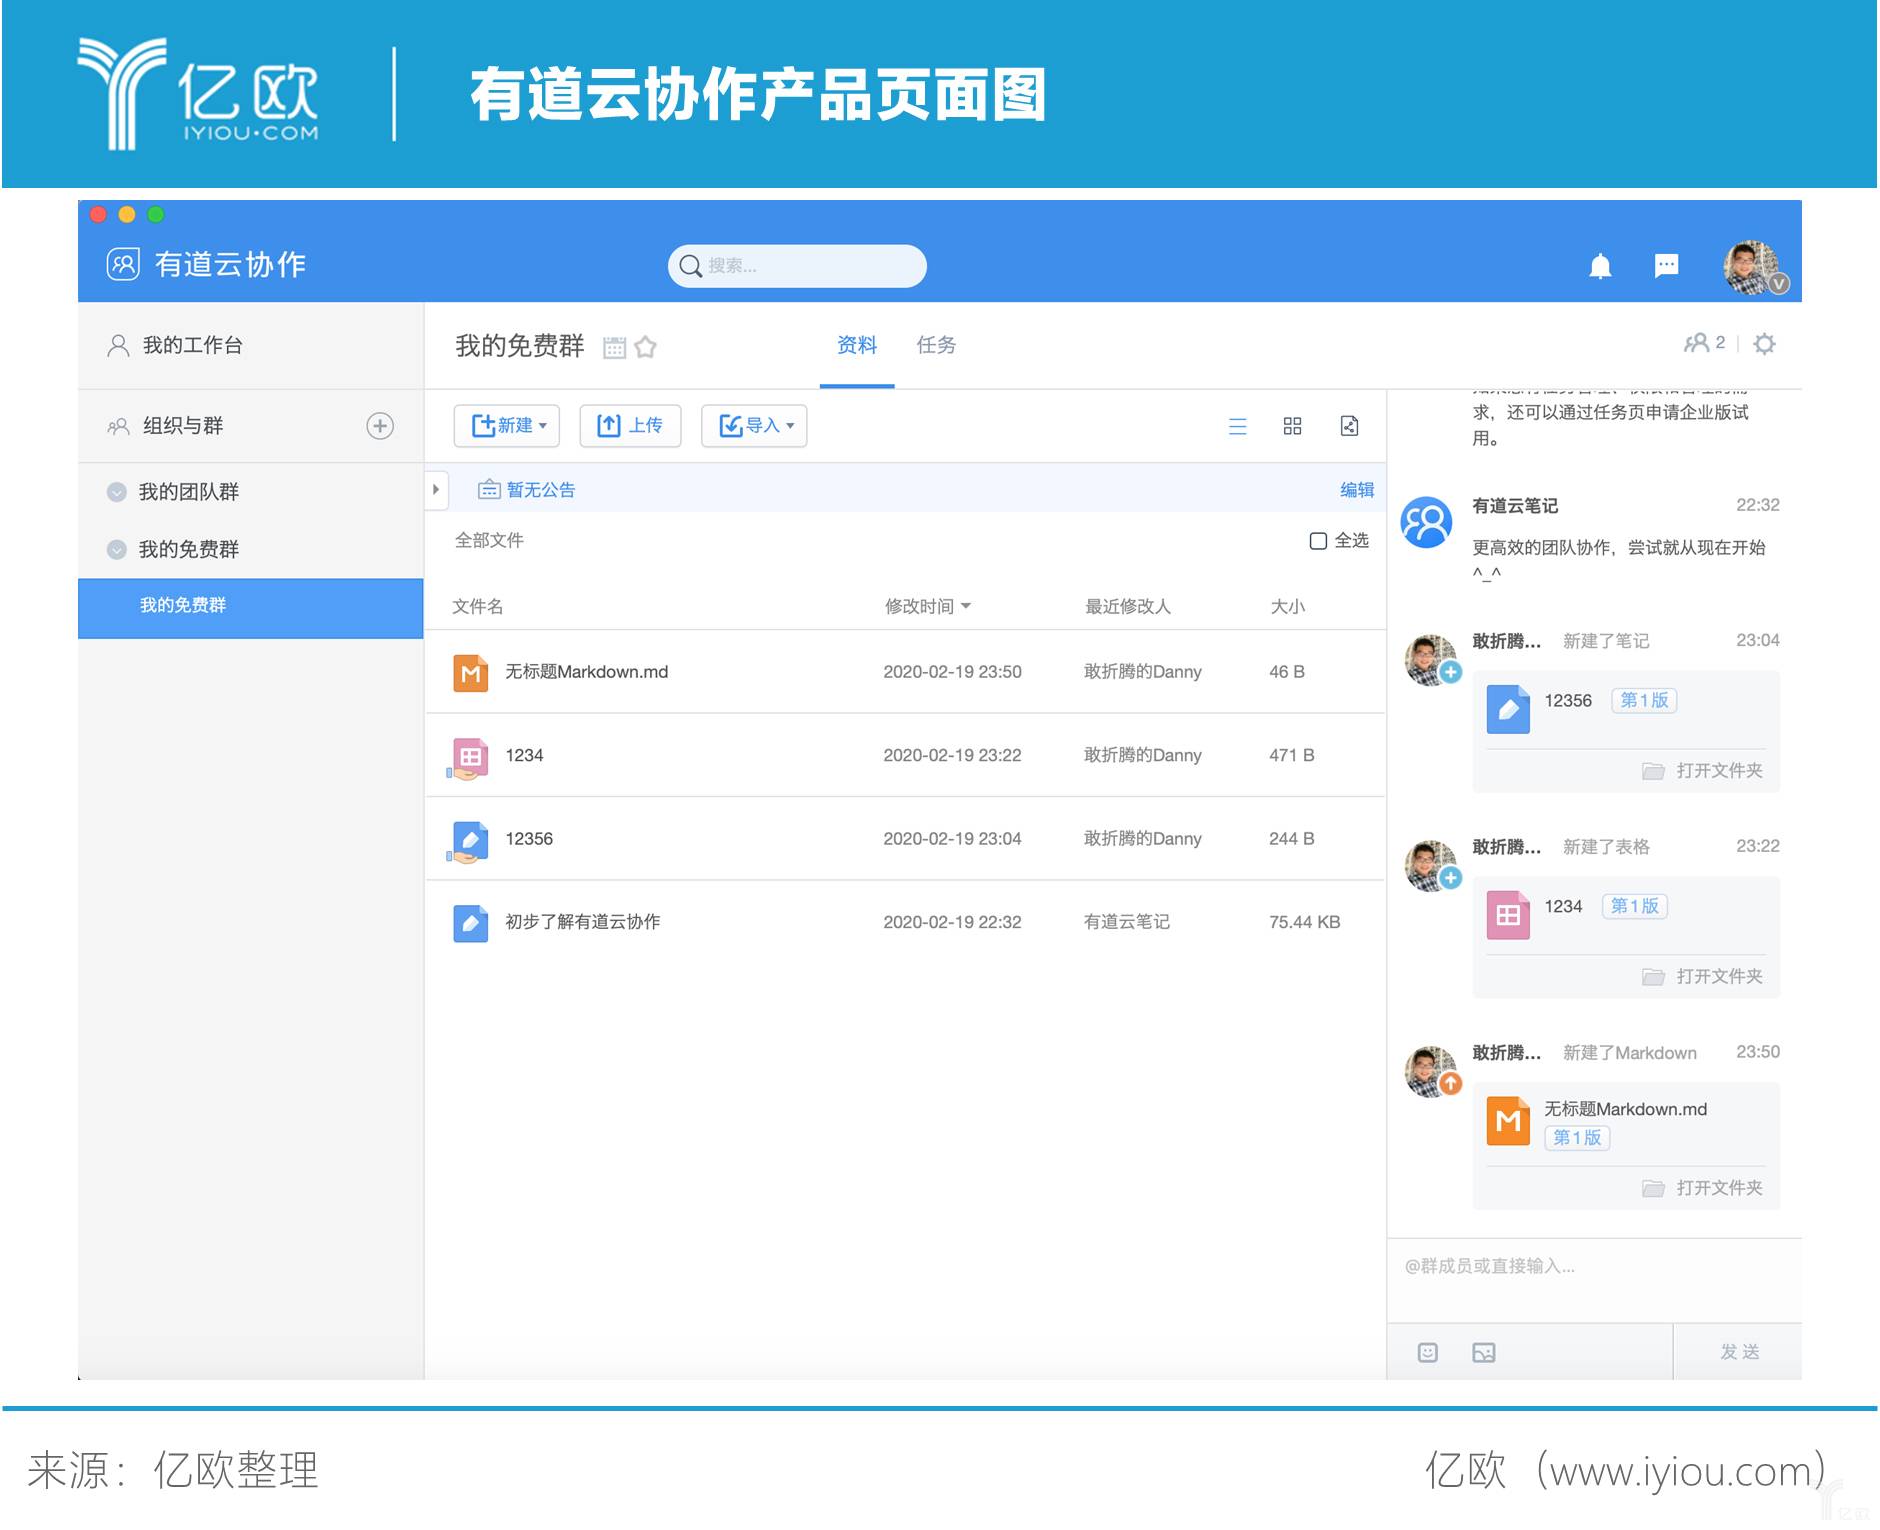 亿欧
IYIOU·COM
有道云协作产品页面图
有道云协作
搜索...
V
我的工作台
组织与群
我的团队群
我的免费群
我的免费群
我的免费群
资料
任务
2
新建
上传
导入
暂无公告
编辑
全部文件
全选
文件名 修改时间 最近修改人 大小
无标题Markdown.md 2020-02-19 23:50 敢折腾的Danny 46 B
1234 2020-02-19 23:22 敢折腾的Danny 471 B
12356 2020-02-19 23:04 敢折腾的Danny 244 B
初步了解有道云协作 2020-02-19 22:32 有道云笔记 75.44 KB
求，还可以通过任务页申请企业版试
用。
有道云笔记 22:32
更高效的团队协作，尝试就从现在开始
^_^
敢折腾... 新建了笔记 23:04
12356 第1版
打开文件夹
敢折腾... 新建了表格 23:22
1234 第1版
打开文件夹
敢折腾... 新建了Markdown 23:50
M 无标题Markdown.md
第1版
打开文件夹
@群成员或直接输入...
发送
来源：亿欧整理
亿欧（www.iyiou.com）
亿欧